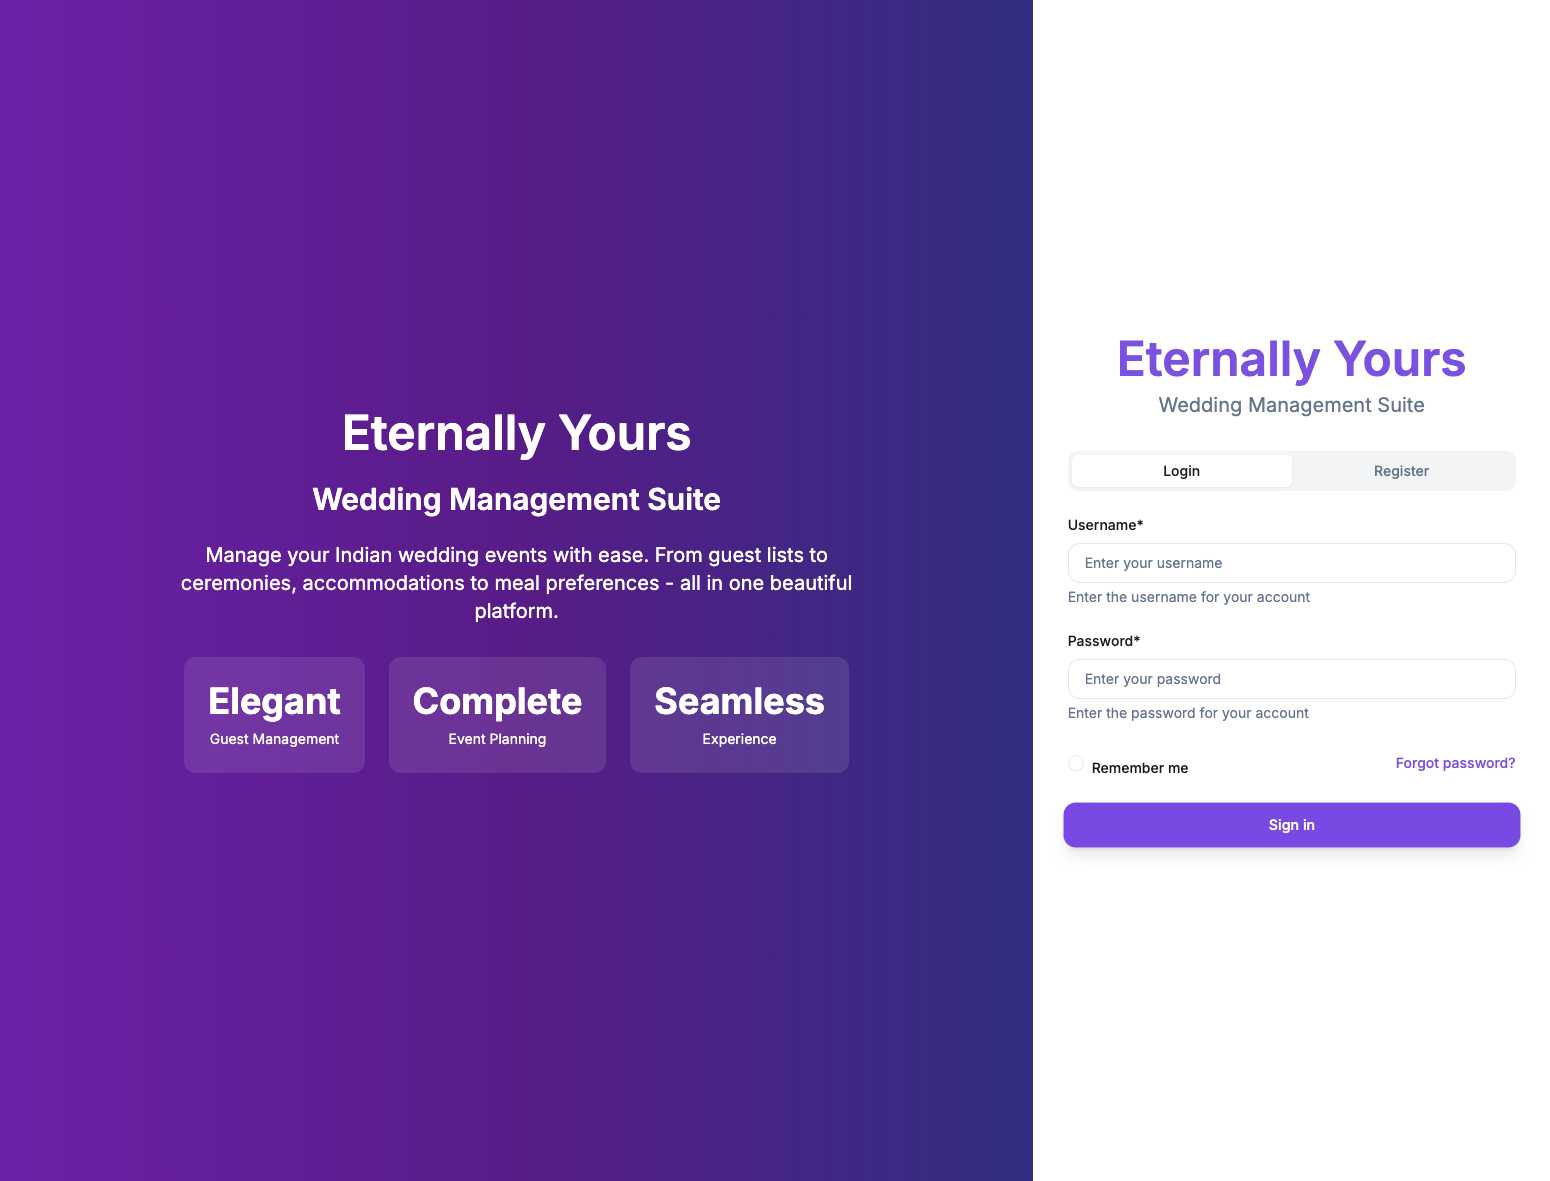 Eternally Yours
Wedding Management Suite
Manage your Indian wedding events with ease. From guest lists to
ceremonies, accommodations to meal preferences - all in one beautiful
platform.
Elegant
Guest Management
Complete
Event Planning
Seamless
Experience
Eternally Yours
Wedding Management Suite
Login
Register
Username*
Enter your username
Enter the username for your account
Password*
Enter your password
Enter the password for your account
Remember me
Forgot password?
Sign in